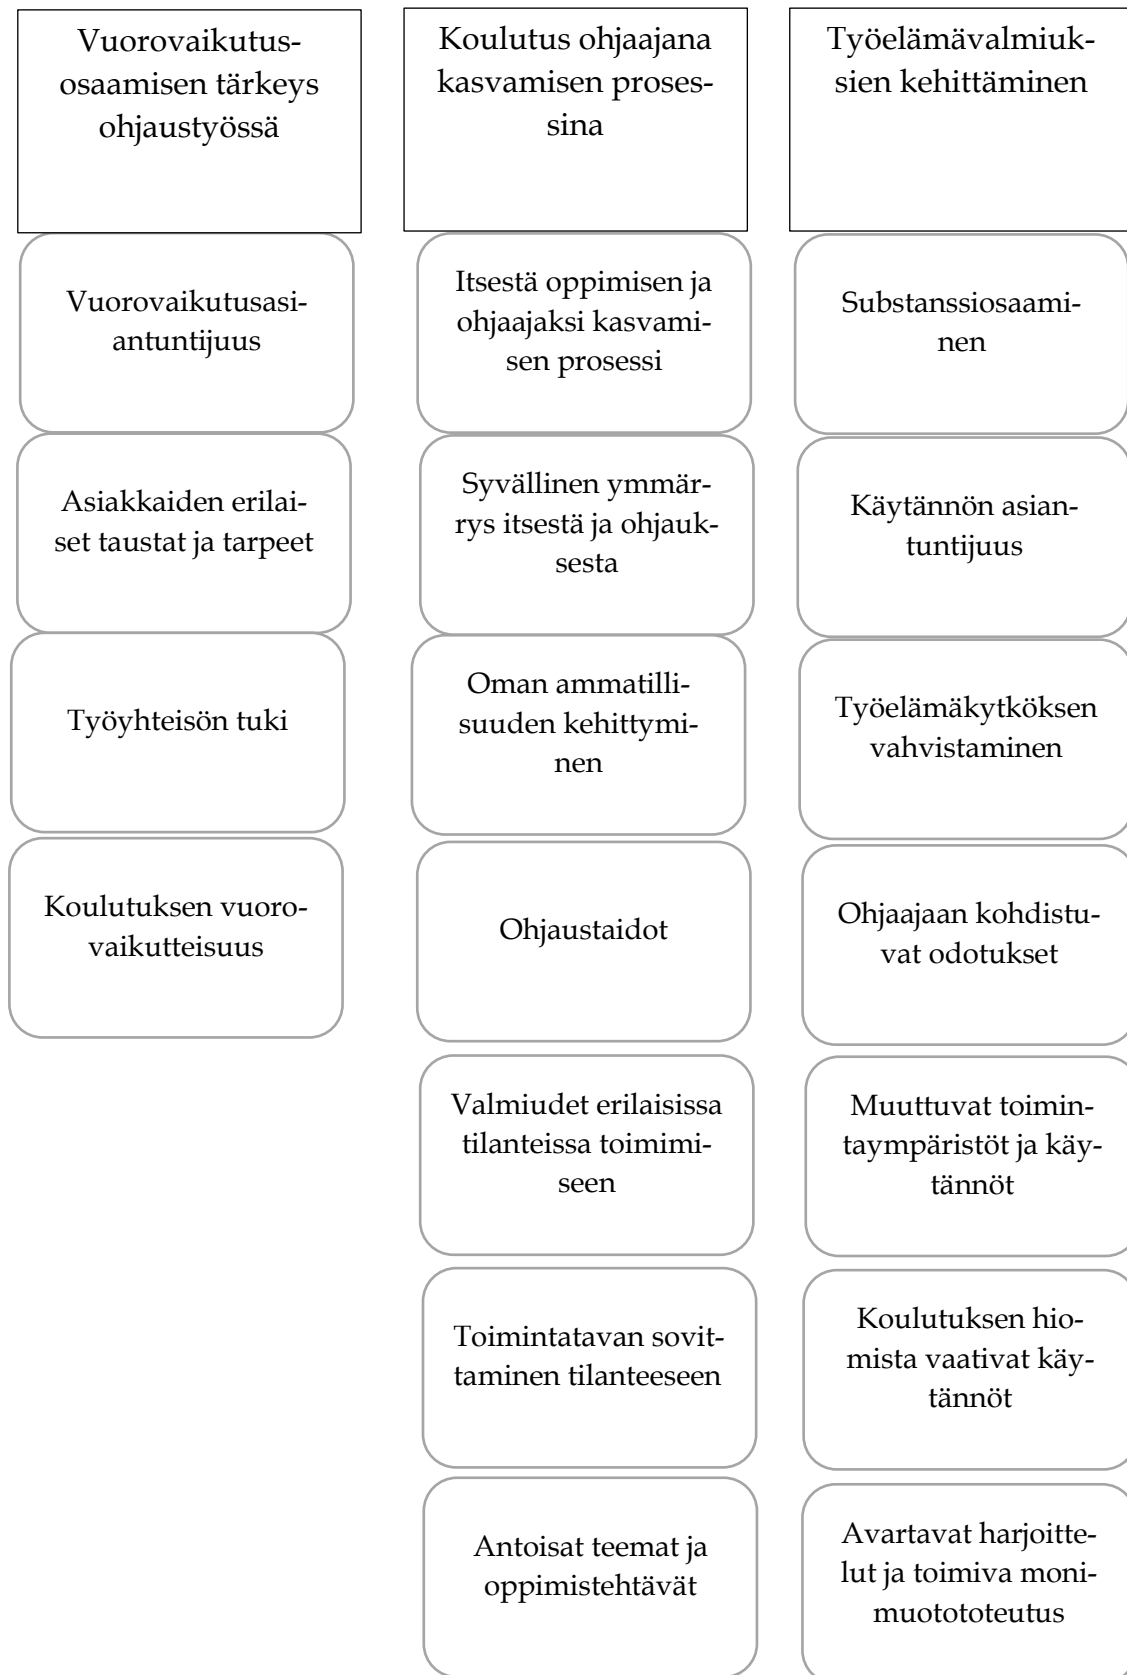 Vuorovaikutus-
osaamisen tärkeys
ohjaustyössä
Vuorovaikutusasi-
antuntijuus
Asiakkaiden erilai-
set taustat ja tarpeet
Työyhteisön tuki
Koulutuksen vuoro-
vaikutteisuus
Koulutus ohjaajana
kasvamisen proses-
sina
Itsestä oppimisen ja
ohjaajaksi kasvami-
sen prosessi
Syvällinen ymmär-
rys itsestä ja ohjauk-
sesta
Oman ammatilli-
suuden kehittymi-
nen
Ohjaustaidot
Valmiudet erilaisissa
tilanteissa toimimi-
seen
Toimintatavan sovit-
taminen tilanteeseen
Antoisat teemat ja
oppimistehtävät
Työelämävalmiuk-
sien kehittäminen
Substanssiosaami-
nen
Käytännön asian-
tuntijuus
Työelämäkytköksen
vahvistaminen
Ohjaajaan kohdistu-
vat odotukset
Muuttuvat toimin-
taympäristöt ja käy-
tännöt
Koulutuksen hio-
mista vaativat käy-
tännöt
Avartavat harjoitte-
lut ja toimiva moni-
muotototeutus